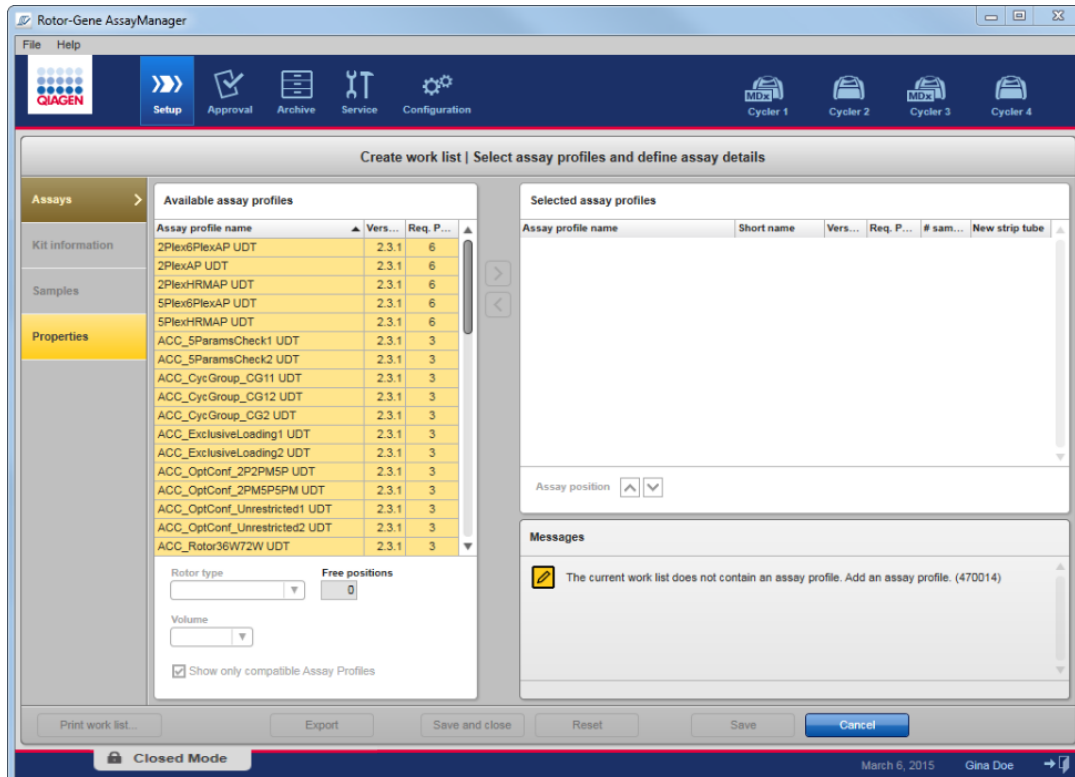 Rotor-Gene AssayManager
File Help
QIAGEN
Setup Approval Archive Service Configuration MDx Cycler 1 Cycler 2 MDx Cycler 3 Cycler 4
Create work list | Select assay profiles and define assay details
Assays
Kit information
Samples
Properties
Available assay profiles
Assay profile name Vers... Req. P...
2Plex6PlexAP UDT 2.3.1 6
2PlexAP UDT 2.3.1 6
2PlexHRMAP UDT 2.3.1 6
5Plex6PlexAP UDT 2.3.1 6
5PlexHRMAP UDT 2.3.1 6
ACC_5ParamsCheck1 UDT 2.3.1 3
ACC_5ParamsCheck2 UDT 2.3.1 3
ACC_CycGroup_CG11 UDT 2.3.1 3
ACC_CycGroup_CG12 UDT 2.3.1 3
ACC_CycGroup_CG2 UDT 2.3.1 3
ACC_ExclusiveLoading1 UDT 2.3.1 3
ACC_ExclusiveLoading2 UDT 2.3.1 3
ACC_OptConf_2P2PM5P UDT 2.3.1 3
ACC_OptConf_2PM5P5PM UDT 2.3.1 3
ACC_OptConf_Unrestricted1 UDT 2.3.1 3
ACC_OptConf_Unrestricted2 UDT 2.3.1 3
ACC_Rotor36W72W UDT 2.3.1 3
Rotor type Free positions
0
Volume
Show only compatible Assay Profiles
Selected assay profiles
Assay profile name Short name Vers... Req. P... # sam... New strip tube
Assay position
Messages
The current work list does not contain an assay profile. Add an assay profile. (470014)
Print work list... Export Save and close Reset Save Cancel
Closed Mode March 6, 2015 Gina Doe